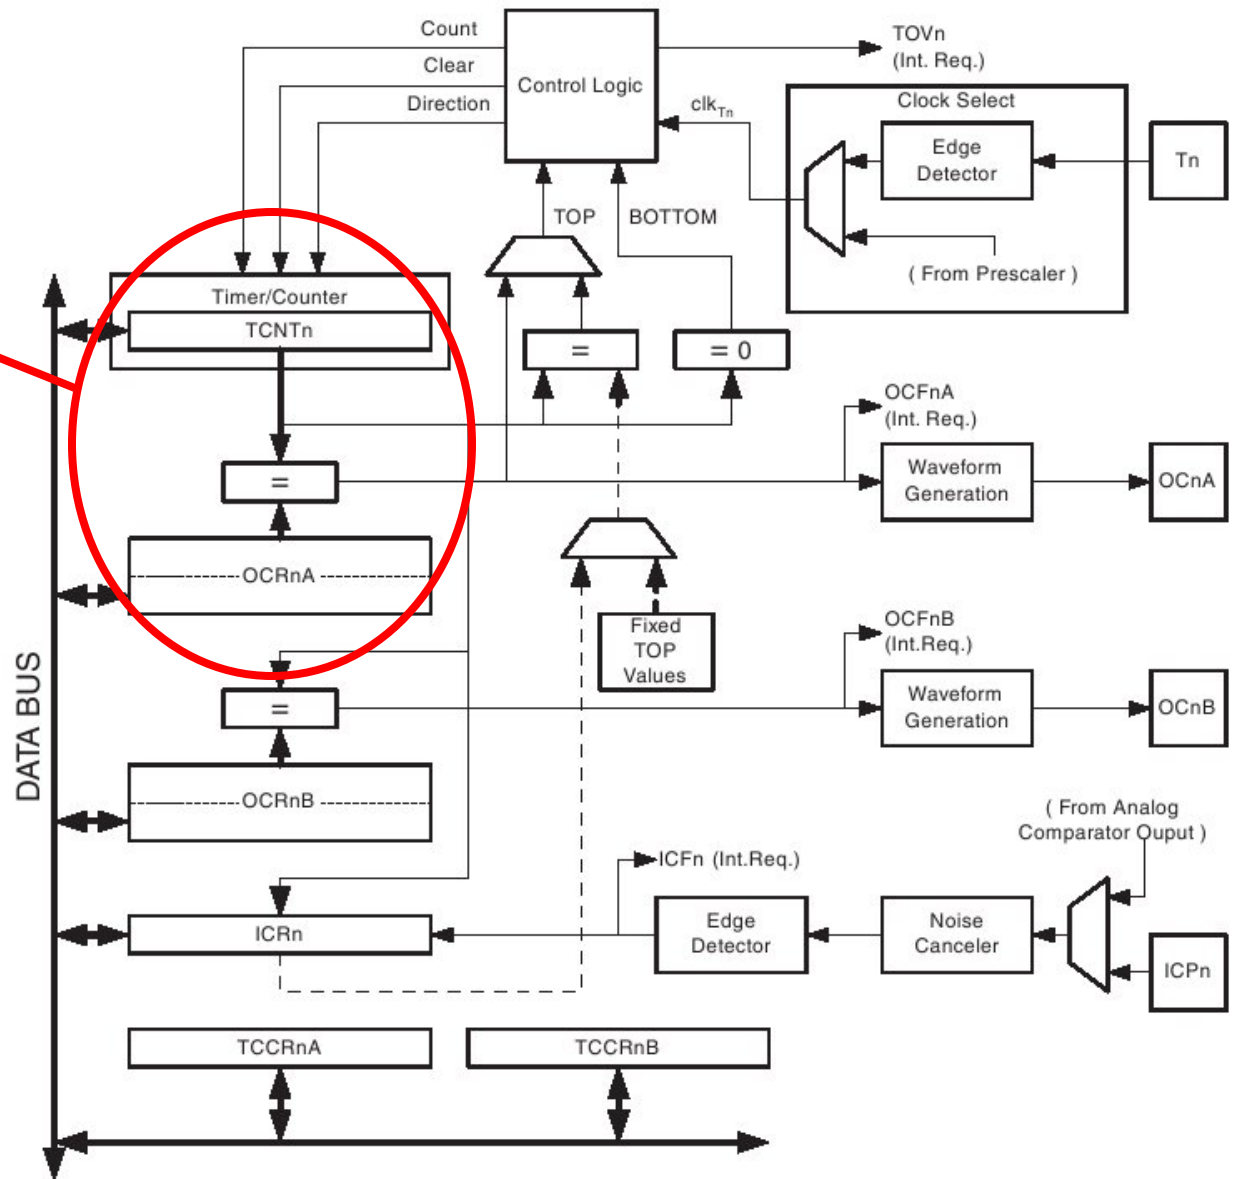 Count
Clear
Direction
Control Logic
TOVn
(Int. Req.)
clkTn
Clock Select
Edge
Detector
Tn
TOP
BOTTOM
( From Prescaler )
Timer/Counter
TCNTn
=
= 0
OCFnA
(Int. Req.)
=
Waveform
Generation
OCnA
OCRnA
Fixed
TOP
Values
OCFnB
(Int.Req.)
=
Waveform
Generation
OCnB
DATA BUS
OCRnB
( From Analog
Comparator Ouput )
ICFn (Int.Req.)
ICRn
Edge
Detector
Noise
Canceler
ICPn
TCCRnA
TCCRnB